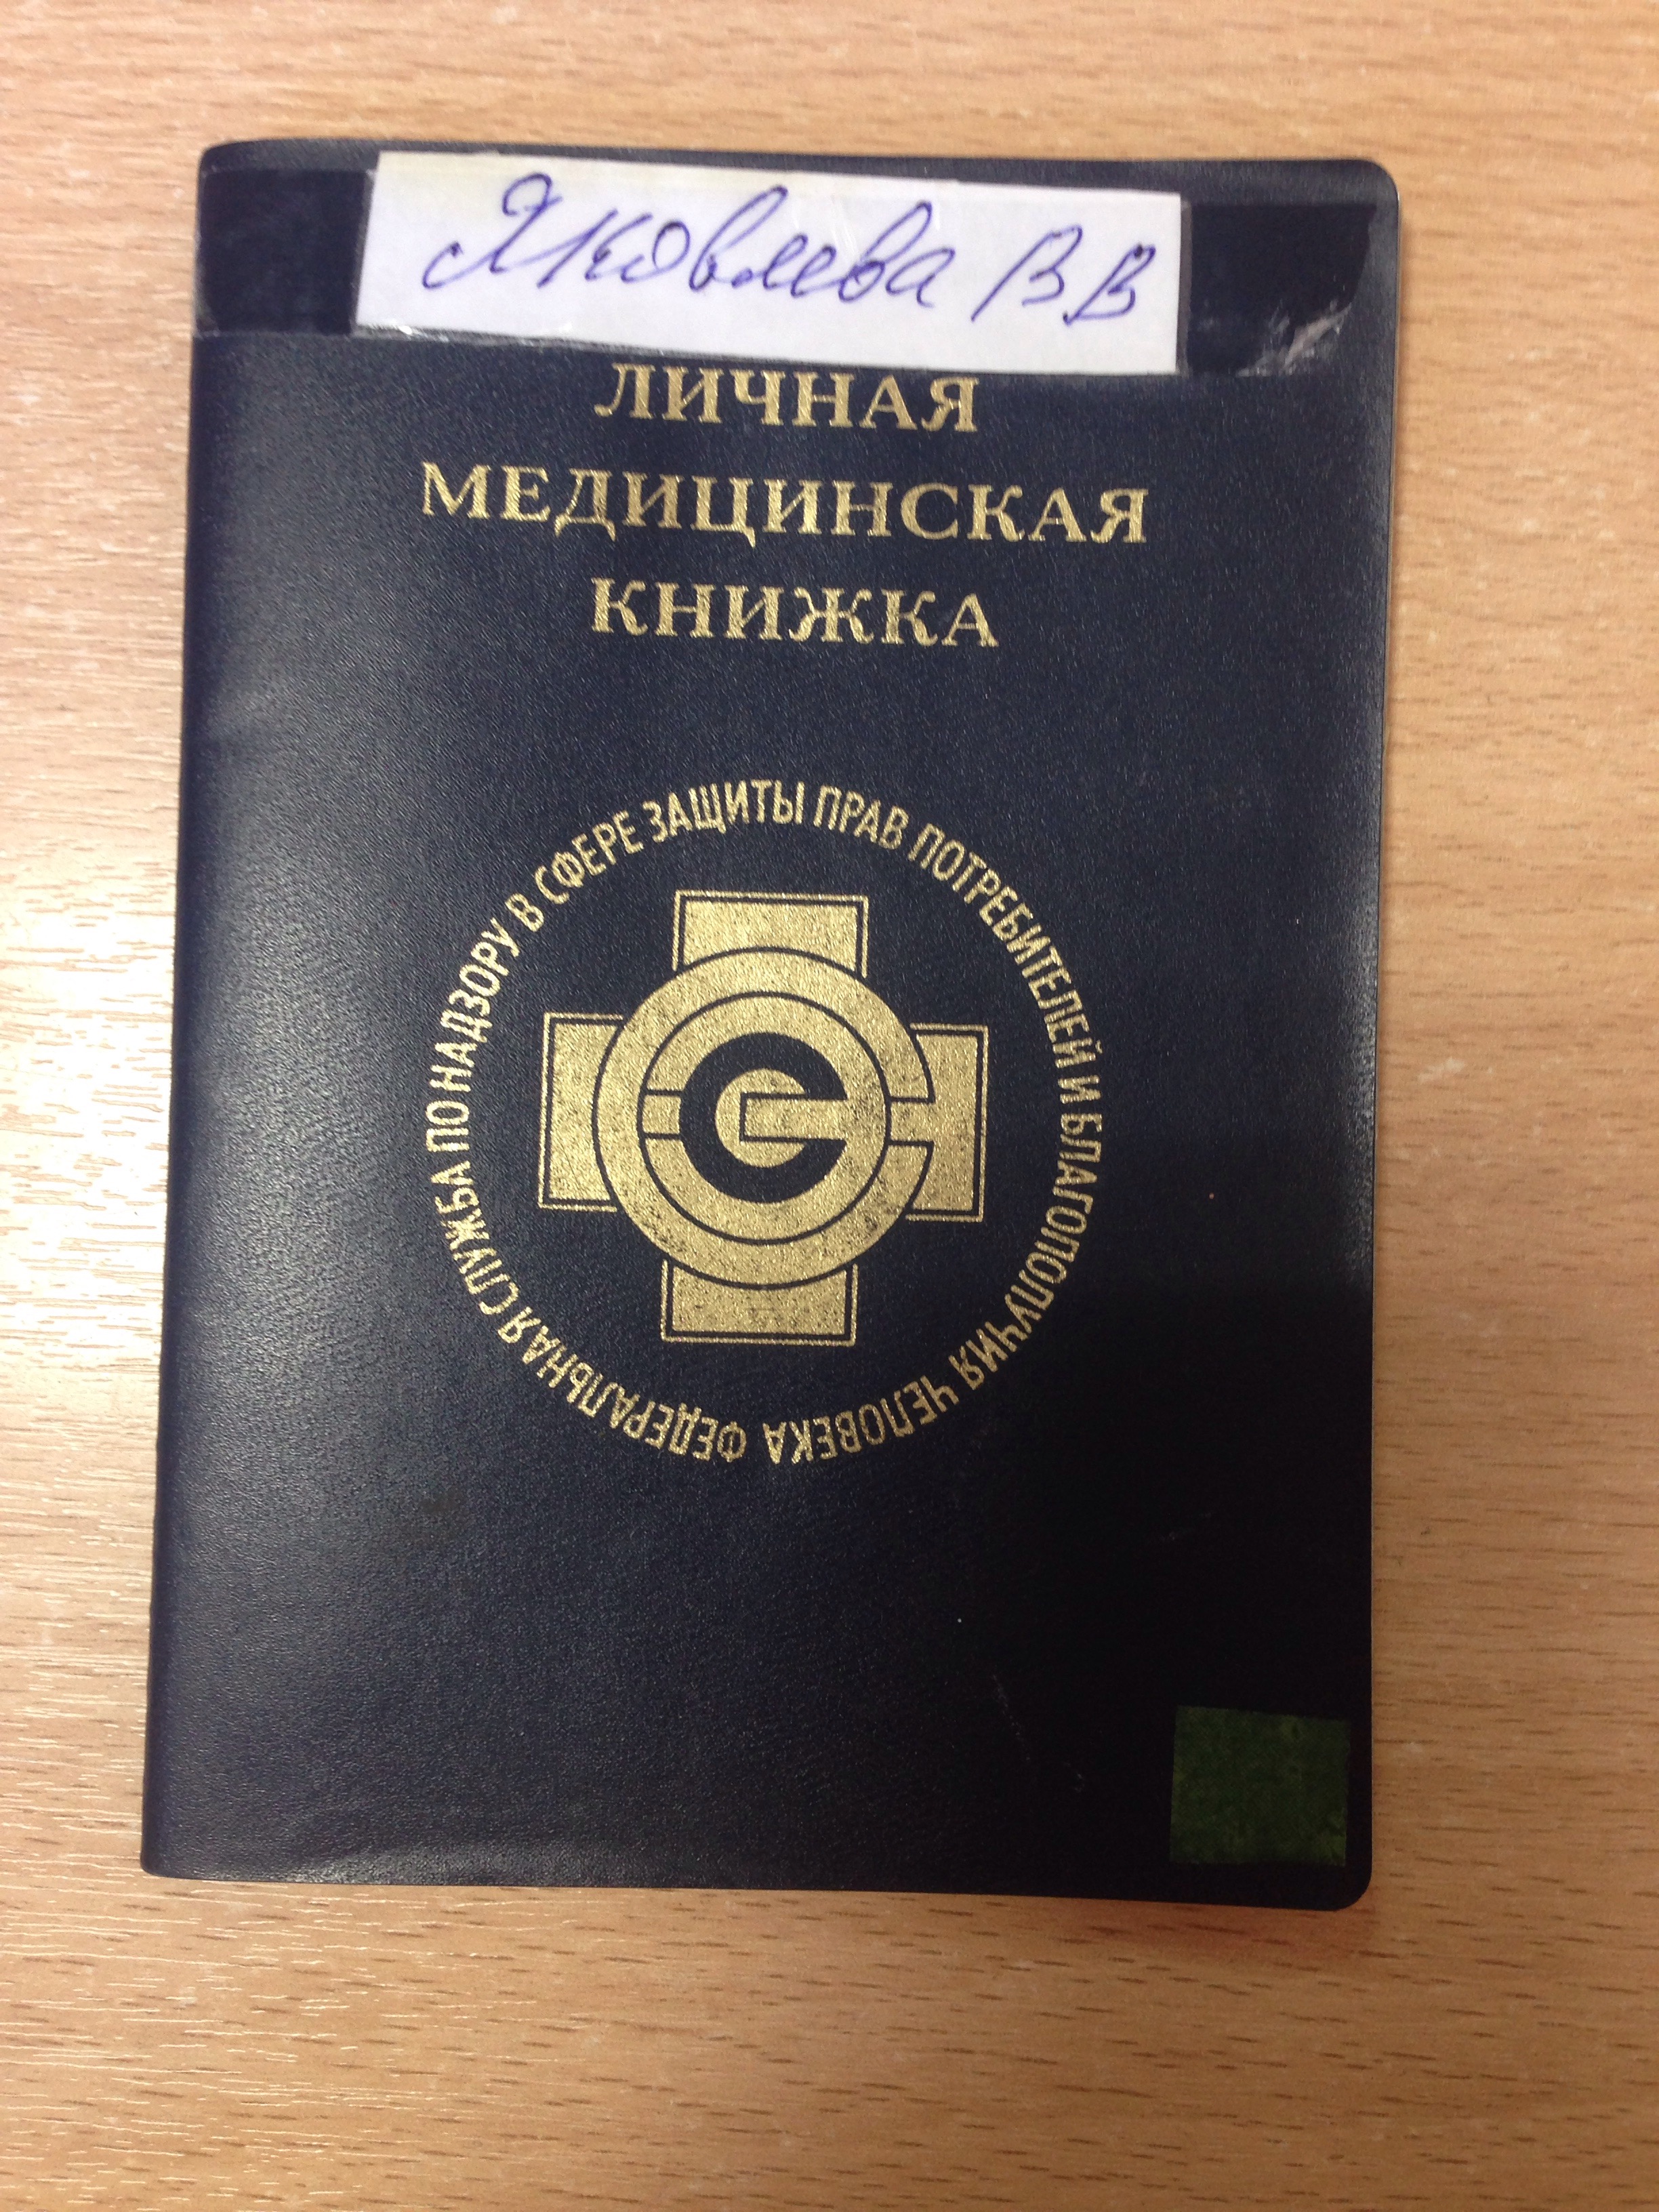 Яковлева В В
ЛИЧНАЯ
МЕДИЦИНСКАЯ
КНИЖКА
ФЕДЕРАЛЬНАЯ СЛУЖБА ПО НАДЗОРУ В СФЕРЕ ЗАЩИТЫ ПРАВ ПОТРЕБИТЕЛЕЙ И БЛАГОПОЛУЧИЯ ЧЕЛОВЕКА